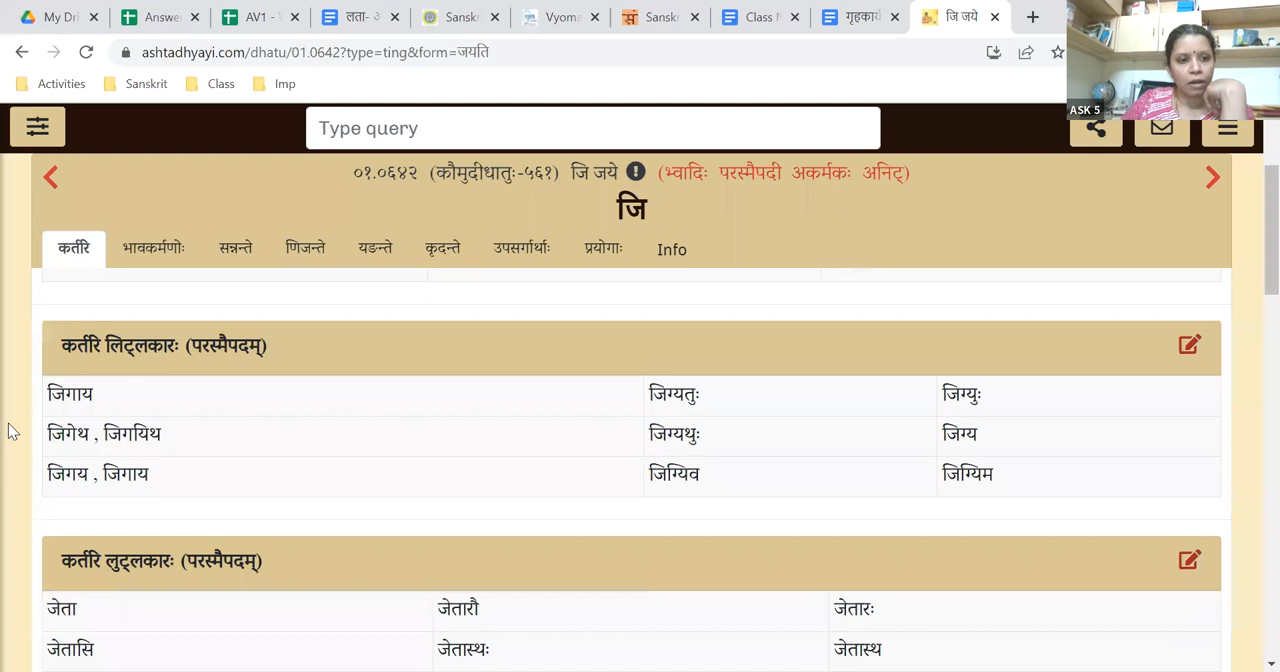 My Dri
Answe
AV1 -
लता-
Sanskr
Vyoma
Sansk
Class
गृहकार्य
जि जये
ashtadhyayi.com/dhatu/01.0642?type=ting&form=जयति
Activities
Sanskrit
Class
Imp
ASK 5
Type query
०१.०६४२ (कौमुदीधातुः-५६१) जि जये (भ्वादिः परस्मैपदी अकर्मकः अनिट्)
जि
कर्तरि भावकर्मणोः सन्नन्ते णिजन्ते यङन्ते कृदन्ते उपसर्गार्थाः प्रयोगाः Info
कर्तरि लिट्लकारः (परस्मैपदम्)
जिगाय जिग्यतुः जिग्युः
जिगेथ , जिगयिथ जिग्यथुः जिग्य
जिगय , जिगाय जिग्यिव जिग्यिम
कर्तरि लुट्लकारः (परस्मैपदम्)
जेता जेतारौ जेतारः
जेतासि जेतास्थः जेतास्थ